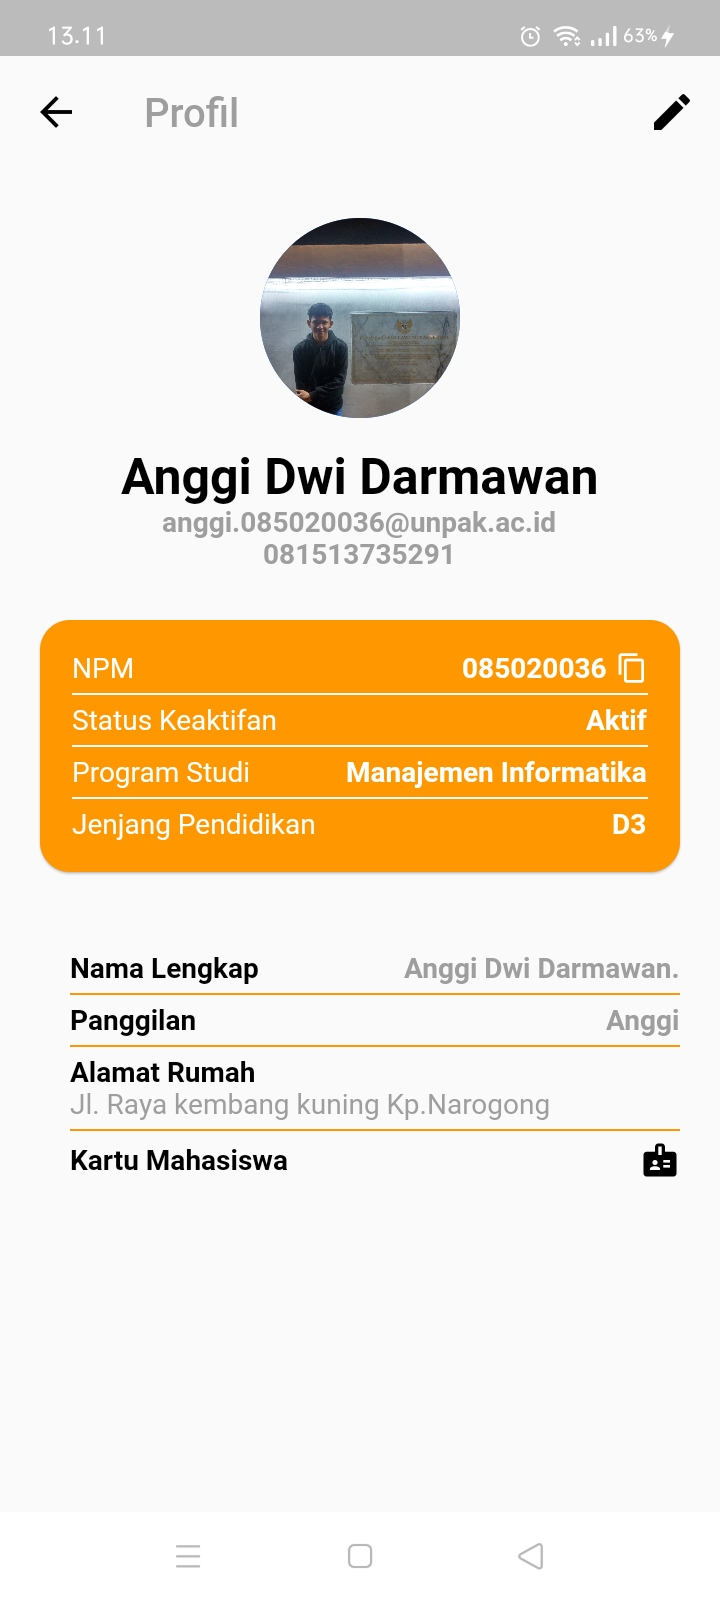 13.11
63%
Profil
Anggi Dwi Darmawan
anggi.085020036@unpak.ac.id
081513735291
NPM 085020036
Status Keaktifan Aktif
Program Studi Manajemen Informatika
Jenjang Pendidikan D3
Nama Lengkap Anggi Dwi Darmawan.
Panggilan Anggi
Alamat Rumah
Jl. Raya kembang kuning Kp.Narogong
Kartu Mahasiswa